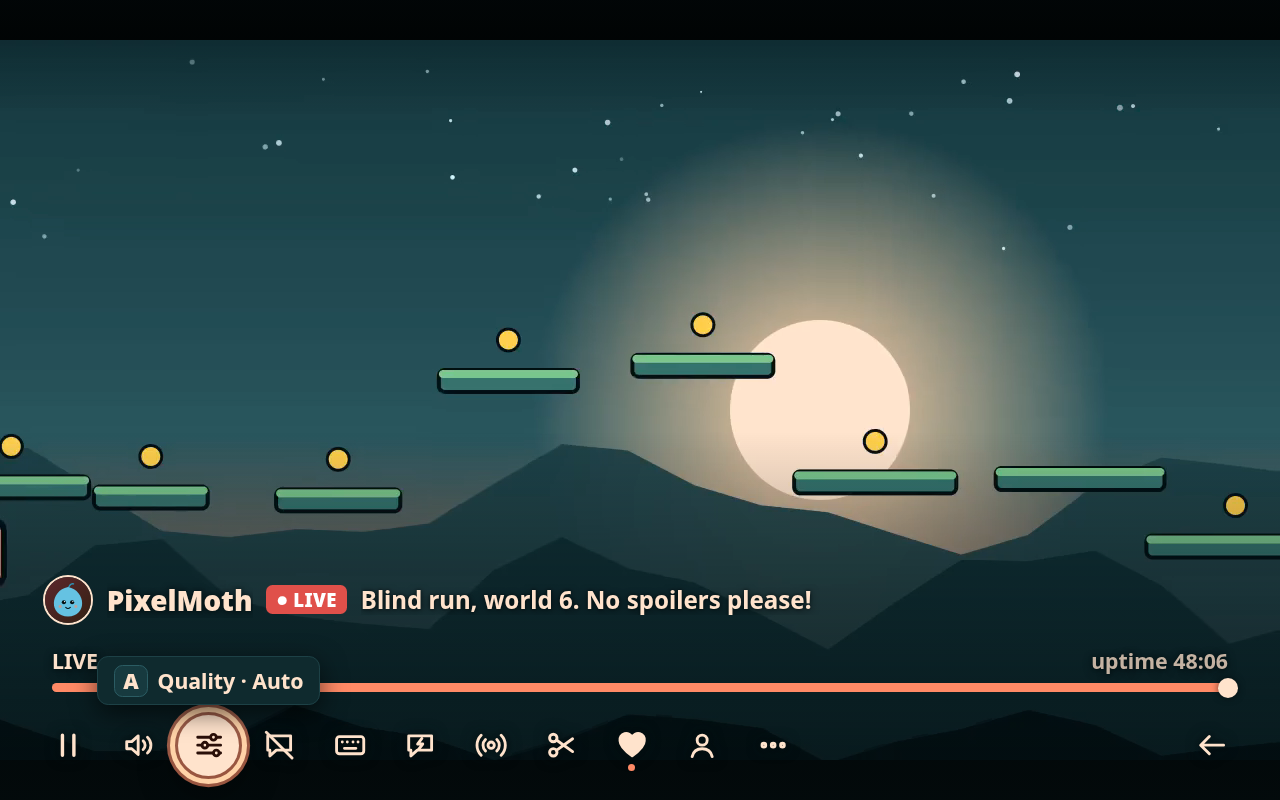 PixelMoth LIVE Blind run, world 6. No spoilers please!
LIVE uptime 48:06
A Quality · Auto